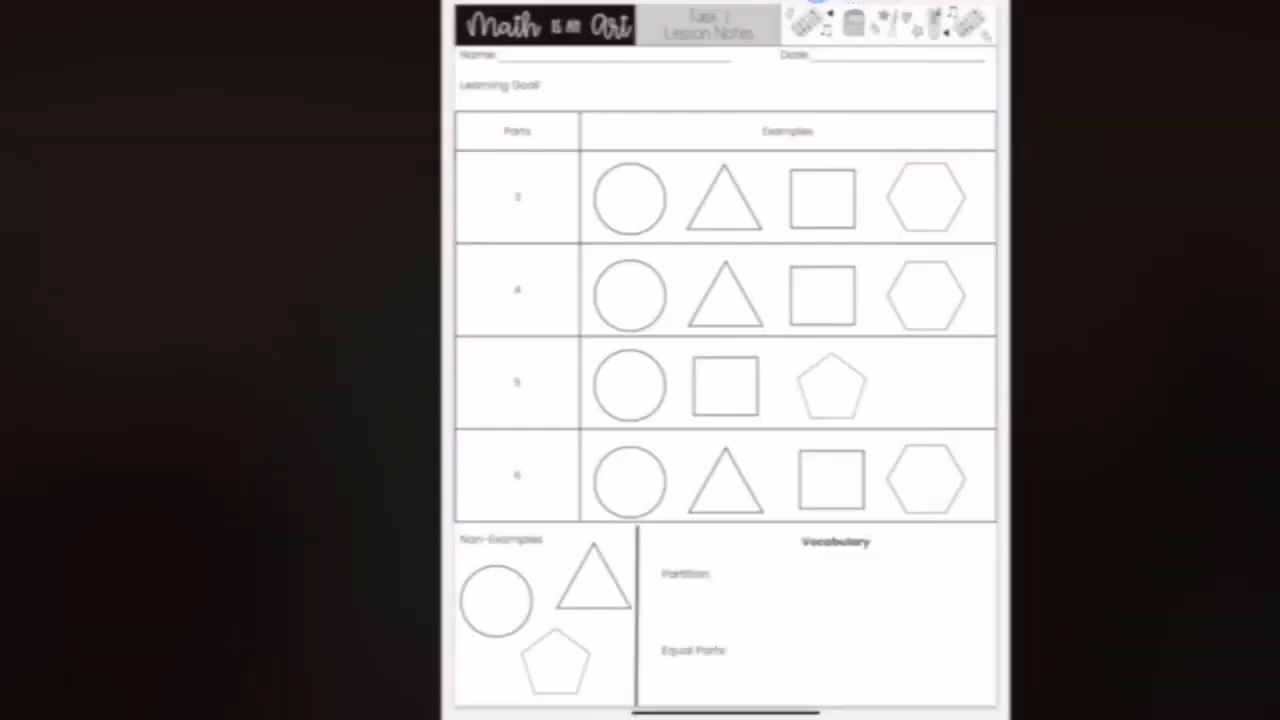 Math is an Art
Task 1
Lesson Notes
Name:
Date:
Learning Goal:
Parts
Examples
4
5
6
Non-Examples
Vocabulary
Partition:
Equal Parts: